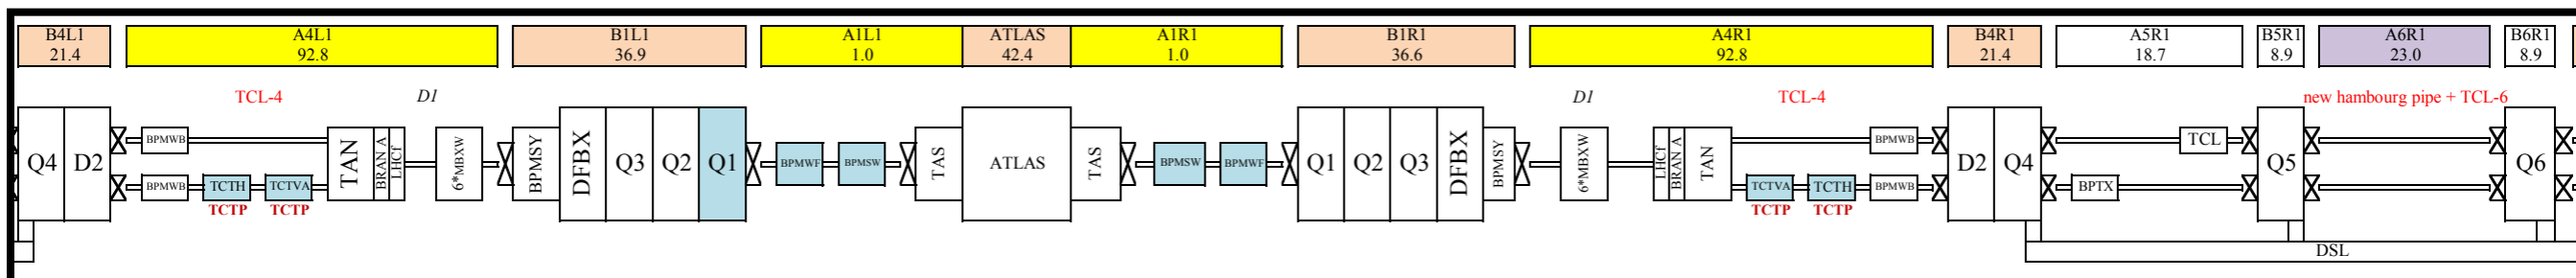 B4L1
21.4
A4L1
92.8
B1L1
36.9
A1L1
1.0
ATLAS
42.4
A1R1
1.0
B1R1
36.6
A4R1
92.8
B4R1
21.4
A5R1
18.7
B5R1
8.9
A6R1
23.0
B6R1
8.9
TCL-4
D1
D1
TCL-4
new hambourg pipe + TCL-6
Q4
D2
BPMWB
BPMWB
TCTH
TCTVA
TCTP
TCTP
TAN
BRAN A
LHCf
6*MBXW
BPMSY
DFBX
Q3
Q2
Q1
BPMWF
BPMSW
TAS
ATLAS
TAS
BPMSW
BPMWF
Q1
Q2
Q3
DFBX
BPMSY
6*MBXW
LHCf
BRAN A
TAN
BPMWB
TCTVA
TCTH
BPMWB
TCTP
TCTP
D2
Q4
TCL
BPTX
Q5
Q6
DSL